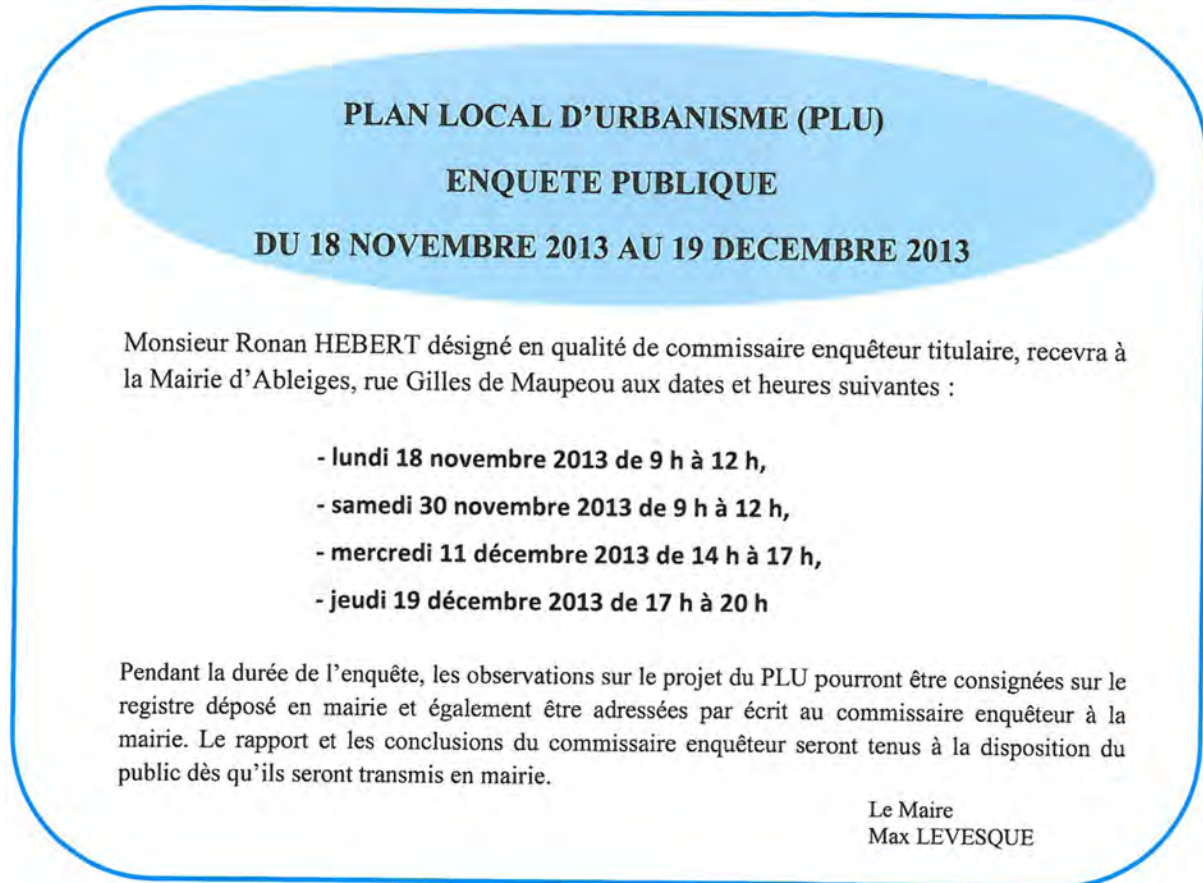 PLAN LOCAL D'URBANISME (PLU)
ENQUETE PUBLIQUE
DU 18 NOVEMBRE 2013 AU 19 DECEMBRE 2013
Monsieur Ronan HEBERT désigné en qualité de commissaire enquêteur titulaire, recevra à
la Mairie d'Ableiges, rue Gilles de Maupeou aux dates et heures suivantes :
- lundi 18 novembre 2013 de 9 h à 12 h,
- samedi 30 novembre 2013 de 9 h à 12 h,
- mercredi 11 décembre 2013 de 14 h à 17 h,
- jeudi 19 décembre 2013 de 17 h à 20 h
Pendant la durée de l'enquête, les observations sur le projet du PLU pourront être consignées sur le
registre déposé en mairie et également être adressées par écrit au commissaire enquêteur à la
mairie. Le rapport et les conclusions du commissaire enquêteur seront tenus à la disposition du
public dès qu'ils seront transmis en mairie.
Le Maire
Max LEVESQUE